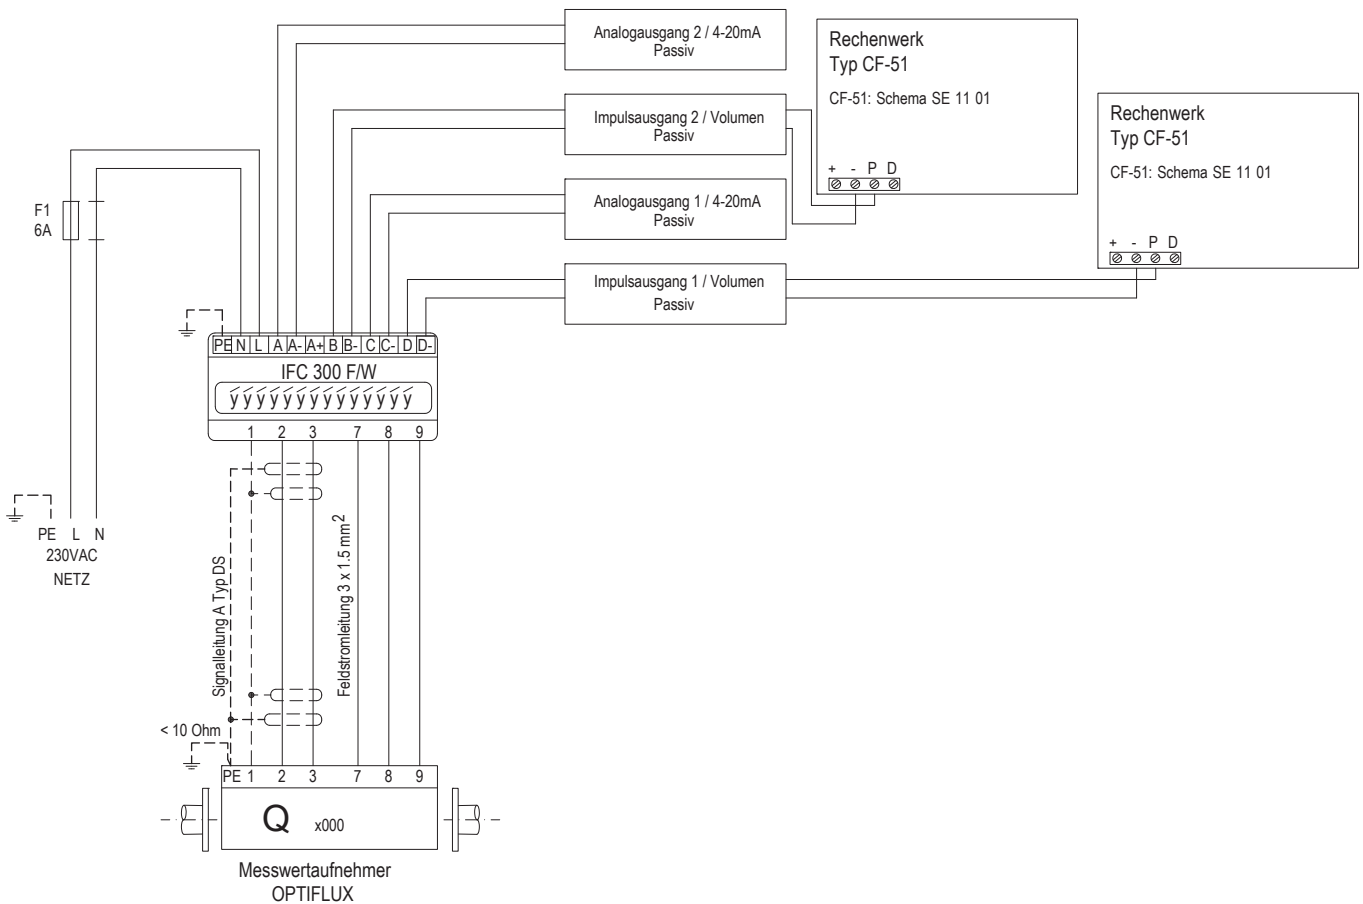 Analogausgang 2 / 4-20mA
Passiv
Impulsausgang 2 / Volumen
Passiv
Analogausgang 1 / 4-20mA
Passiv
Impulsausgang 1 / Volumen
Passiv
Rechenwerk
Typ CF-51
CF-51: Schema SE 11 01
+ - P D
Rechenwerk
Typ CF-51
CF-51: Schema SE 11 01
+ - P D
F1
6A
PE L N
230VAC
NETZ
PE N L A A- A+ B B- C C- D D-
IFC 300 F/W
ý ý ý ý ý ý ý ý ý ý ý ý ý ý
1 2 3 7 8 9
Signalleitung A Typ DS
Feldstromleitung 3 x 1.5 mm²
< 10 Ohm
PE 1 2 3 7 8 9
Q x000
Messwertaufnehmer
OPTIFLUX